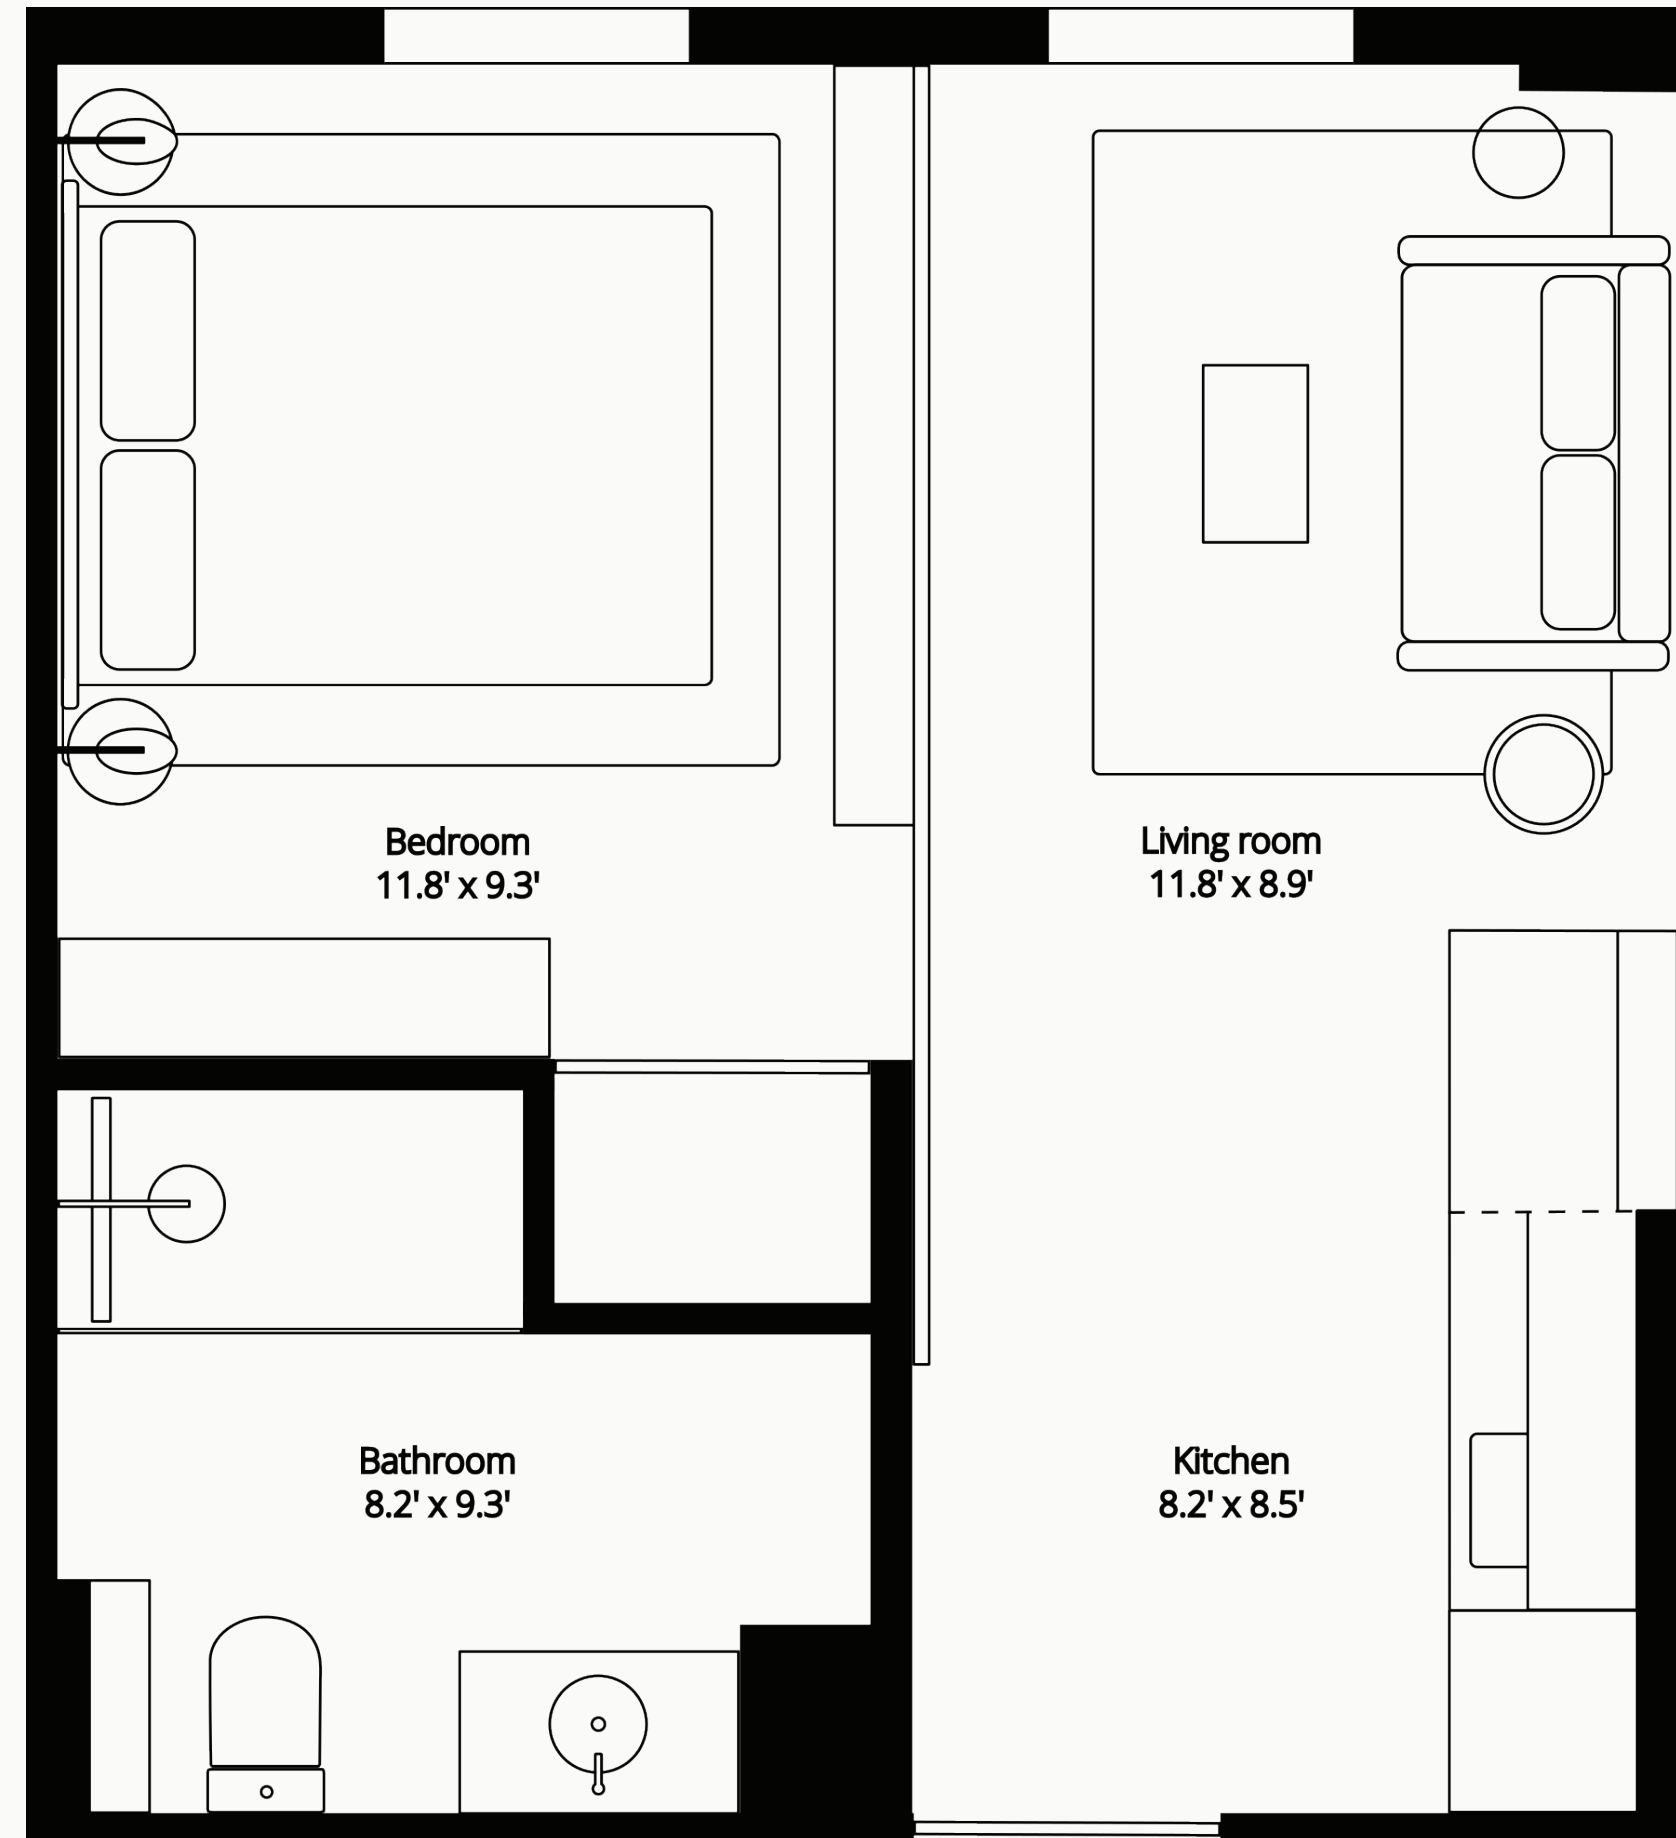 Bedroom
11.8' x 9.3'
Living room
11.8' x 8.9'
Bathroom
8.2' x 9.3'
Kitchen
8.2' x 8.5'